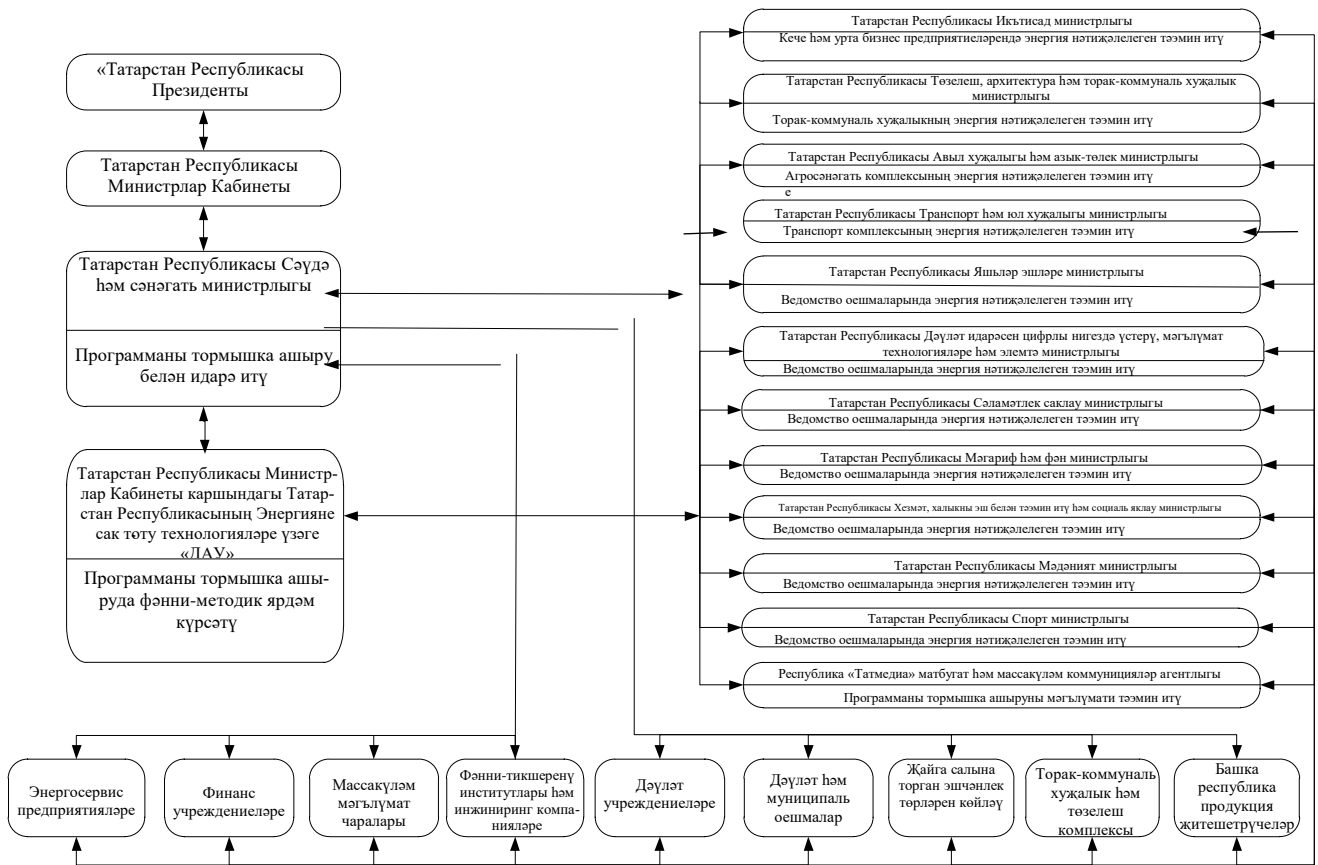 «Татарстан Республикасы
Президенты
Татарстан Республикасы
Министрлар Кабинеты
Татарстан Республикасы Сәүдә
һәм сәнәгать министрлыгы
Программаны тормышка ашыру
белән идарә итү
Татарстан Республикасы Министр-
лар Кабинеты каршындагы Татар-
стан Республикасының Энергияне
сак тоту технологияләре үзәге
«ДАУ»
Программаны тормышка ашы-
руда фәнни-методик ярдәм
күрсәтү
Татарстан Республикасы Икътисад министрлыгы
Кече һәм урта бизнес предприятиеләрендә энергия нәтиҗәлелеген тәэмин итү
Татарстан Республикасы Төзелеш, архитектура һәм торак-коммуналь хуҗалык
министрлыгы
Торак-коммуналь хуҗалыкның энергия нәтиҗәлелеген тәэмин итү
Татарстан Республикасы Авыл хуҗалыгы һәм азык-төлек министрлыгы
Агросәнәгать комплексының энергия нәтиҗәлелеген тәэмин итү
е
Татарстан Республикасы Транспорт һәм юл хуҗалыгы министрлыгы
Транспорт комплексының энергия нәтиҗәлелеген тәэмин итү
Татарстан Республикасы Яшьләр эшләре министрлыгы
Ведомство оешмаларында энергия нәтиҗәлелеген тәэмин итү
Татарстан Республикасы Дәүләт идарәсен цифрлы нигездә үстерү, мәгълүмат
технологияләре һәм элемтә министрлыгы
Ведомство оешмаларында энергия нәтиҗәлелеген тәэмин итү
Татарстан Республикасы Сәламәтлек саклау министрлыгы
Ведомство оешмаларында энергия нәтиҗәлелеген тәэмин итү
Татарстан Республикасы Мәгариф һәм фән министрлыгы
Ведомство оешмаларында энергия нәтиҗәлелеген тәэмин итү
Татарстан Республикасы Хезмәт, халыкны эш белән тәэмин итү һәм социаль яклау министрлыгы
Ведомство оешмаларында энергия нәтиҗәлелеген тәэмин итү
Татарстан Республикасы Мәдәният министрлыгы
Ведомство оешмаларында энергия нәтиҗәлелеген тәэмин итү
Татарстан Республикасы Спорт министрлыгы
Ведомство оешмаларында энергия нәтиҗәлелеген тәэмин итү
Республика «Татмедиа» матбугат һәм массакүләм коммуницияләр агентлыгы
Программаны тормышка ашыруны мәгълүмати тәэмин итү
Энергосервис
предприятияләре
Финанс
учреждениеләре
Массакүләм
мәгълүмат
чаралары
Фәнни-тикшеренү
институтлары һәм
инжиниринг компа-
нияләре
Дәүләт
учреждениеләре
Дәүләт һәм
муниципаль
оешмалар
Җайга салына
торган эшчәнлек
төрләрен көйләү
Торак-коммуналь
хуҗалык һәм
төзелеш
комплексы
Башка
республика
продукция
җитештрүчеләр